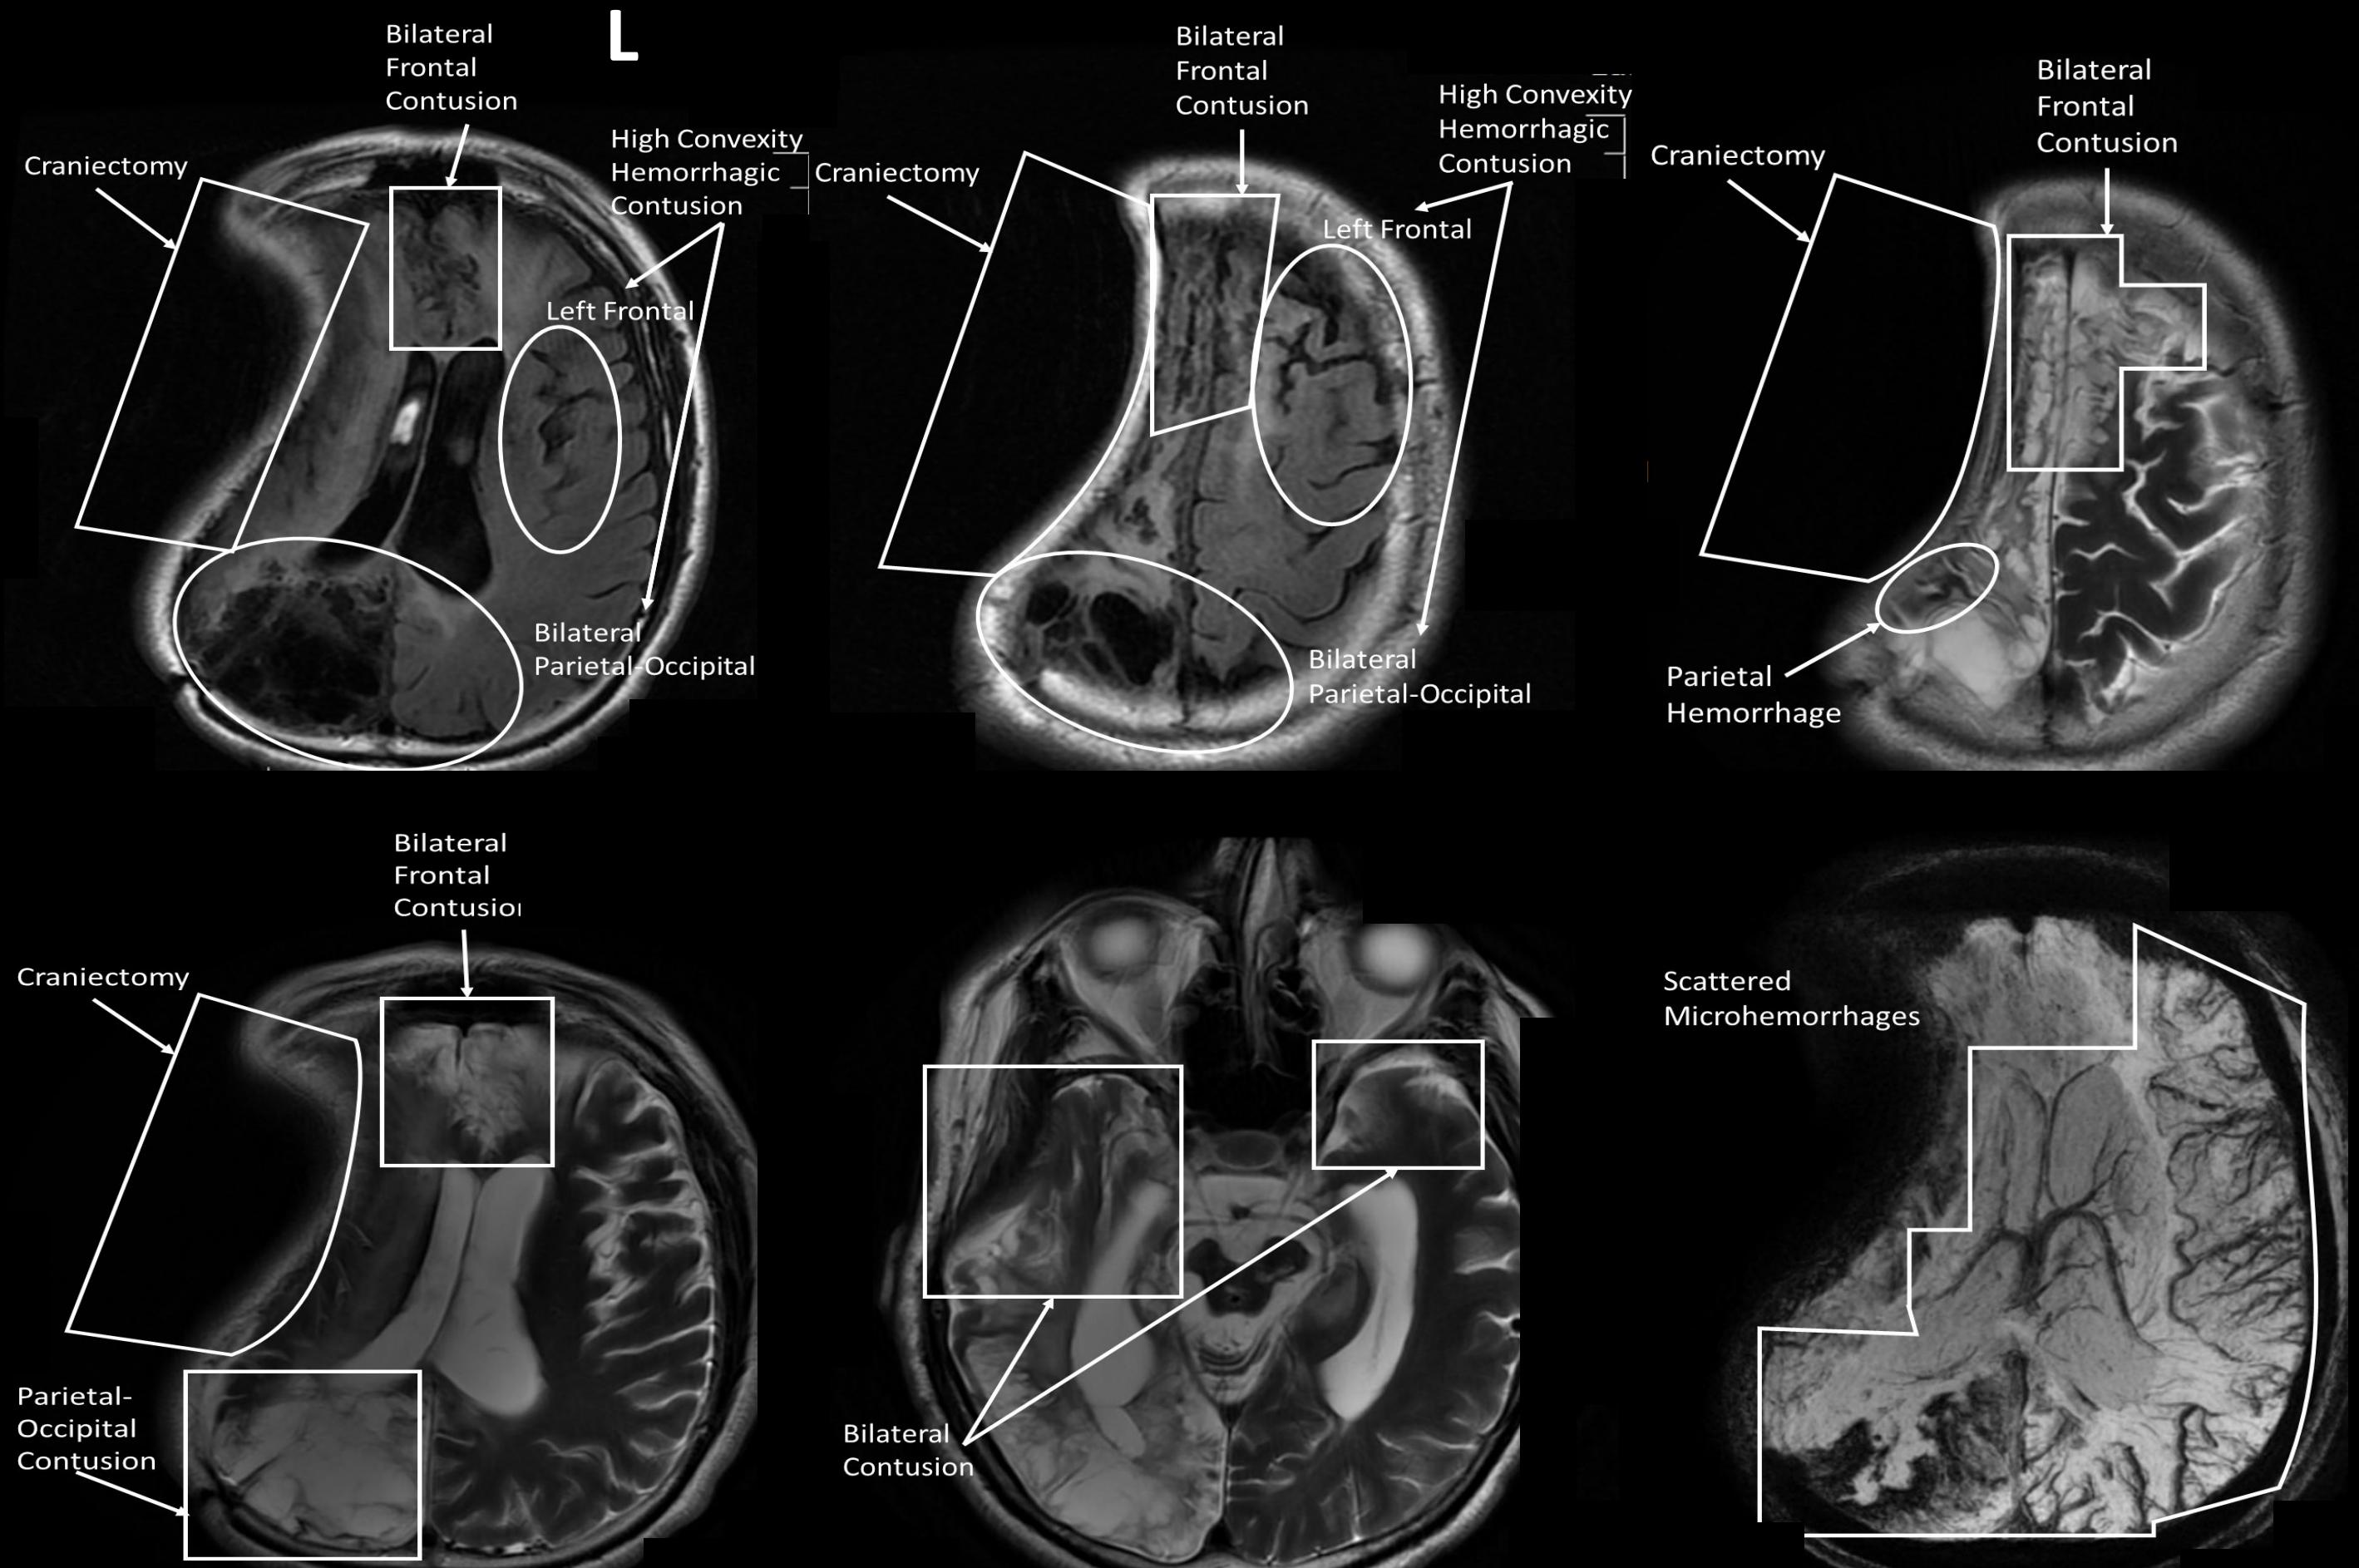 Bilateral
Frontal
Contusion
L
High Convexity
Hemorrhagic
Contusion
Craniectomy
Left Frontal
Bilateral
Parietal-Occipital
Bilateral
Frontal
Contusion
High Convexity
Hemorrhagic
Contusion
Craniectomy
Left Frontal
Bilateral
Parietal-Occipital
Bilateral
Frontal
Contusion
Craniectomy
Parietal
Hemorrhage
Bilateral
Frontal
Contusion
Craniectomy
Parietal-
Occipital
Contusion
Bilateral
Contusion
Scattered
Microhemorrhages